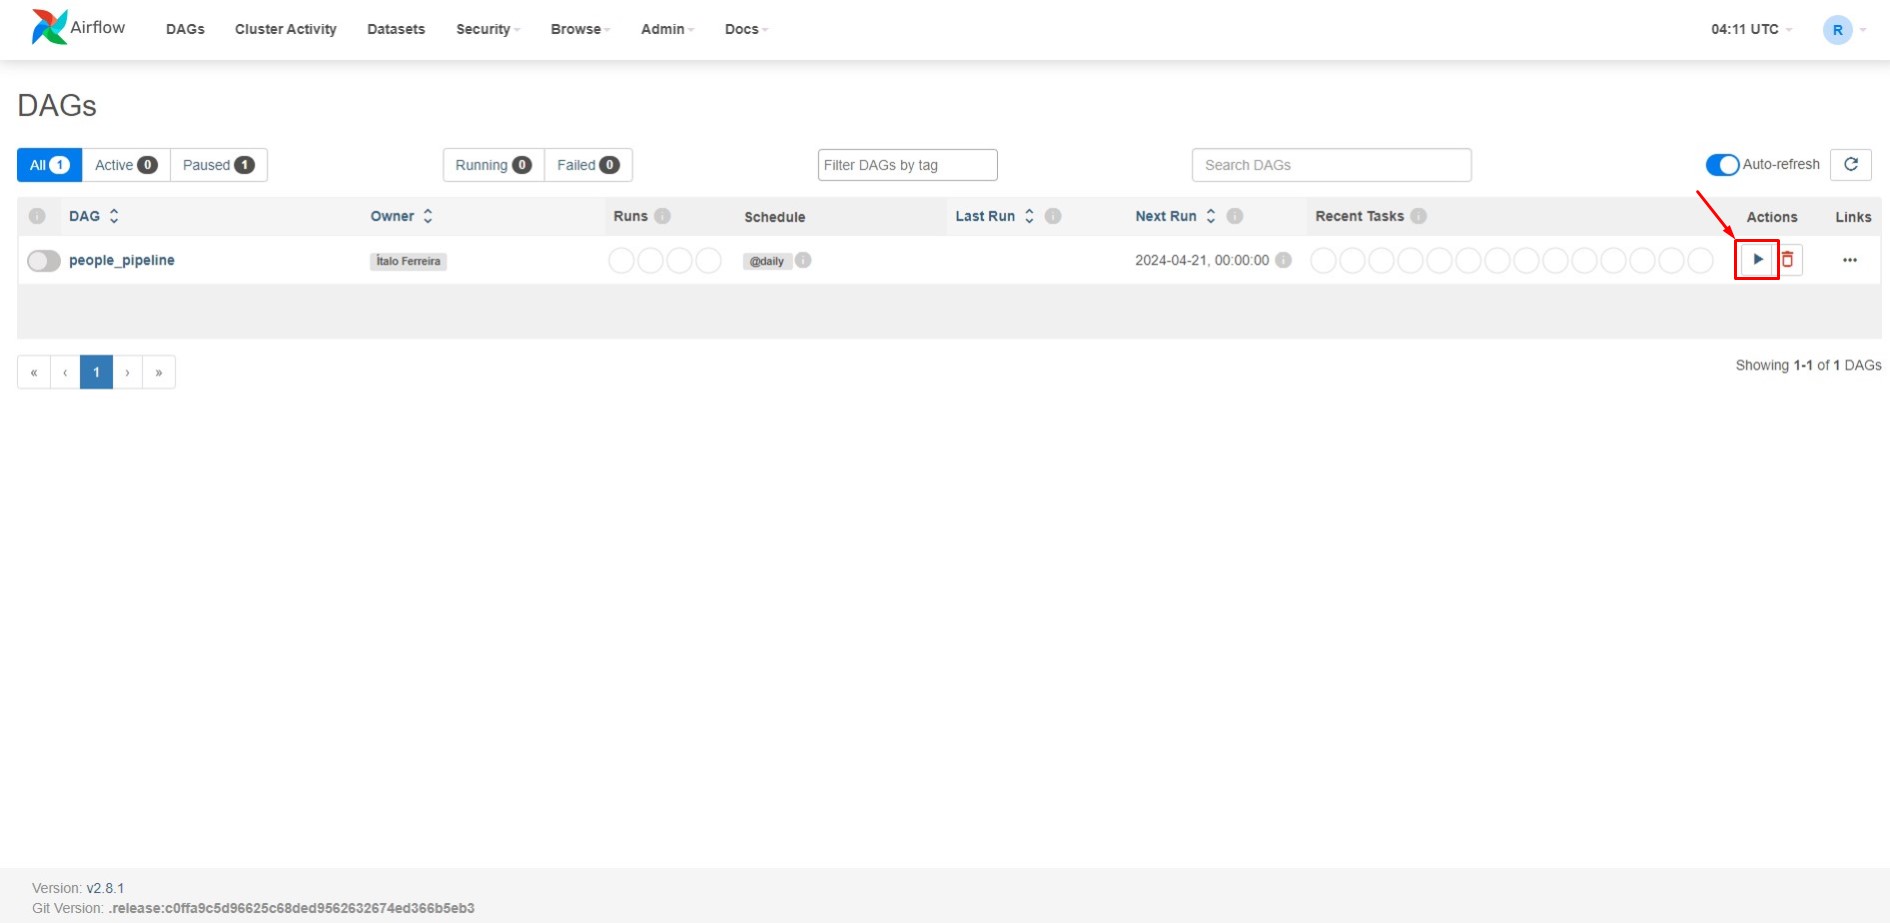 Airflow DAGs Cluster Activity Datasets Security Browse Admin Docs 04:11 UTC R
DAGs
All 1 Active 0 Paused 1 Running 0 Failed 0 Filter DAGs by tag Search DAGs Auto-refresh
DAG Owner Runs Schedule Last Run Next Run Recent Tasks Actions Links
people_pipeline Ítalo Ferreira @daily 2024-04-21, 00:00:00
« ‹ 1 › » Showing 1-1 of 1 DAGs
Version: v2.8.1
Git Version: .release:c0ffa9c5d96625c68ded9562632674ed366b5eb3